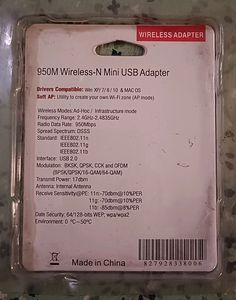 WIRELESS ADAPTER
950M Wireless-N Mini USB Adapter
Drivers Compatible: Win XP/7/8/10 & MAC OS
Soft AP: Utility to create your own Wi-Fi zone (AP mode)
Wireless Modes:Ad-Hoc / Infrastructure mode
Frequency Range: 2.4GHz-2.4835GHz
Radio Data Rate: 950Mbps
Spread Spectrum: DSSS
Standard: IEEE802.11n
IEEE802.11g
IEEE802.11b
Interface: USB 2.0
Modulation: BKSK, QPSK, CCK and OFDM
(BPSK/QPSK/16-QAM/64-QAM)
Transmit Power: 17dbm
Antenna: Internal Antenna
Receive Sensitivity@PE: 11n:-70dbm@10%PER
11g: -70dbm@10%PER
11b: -85dbm@8%PER
Date Security: 64/128-bits WEP; wpa/wpa2
Environment: 0 °C~50°C
Made in China
827928338006